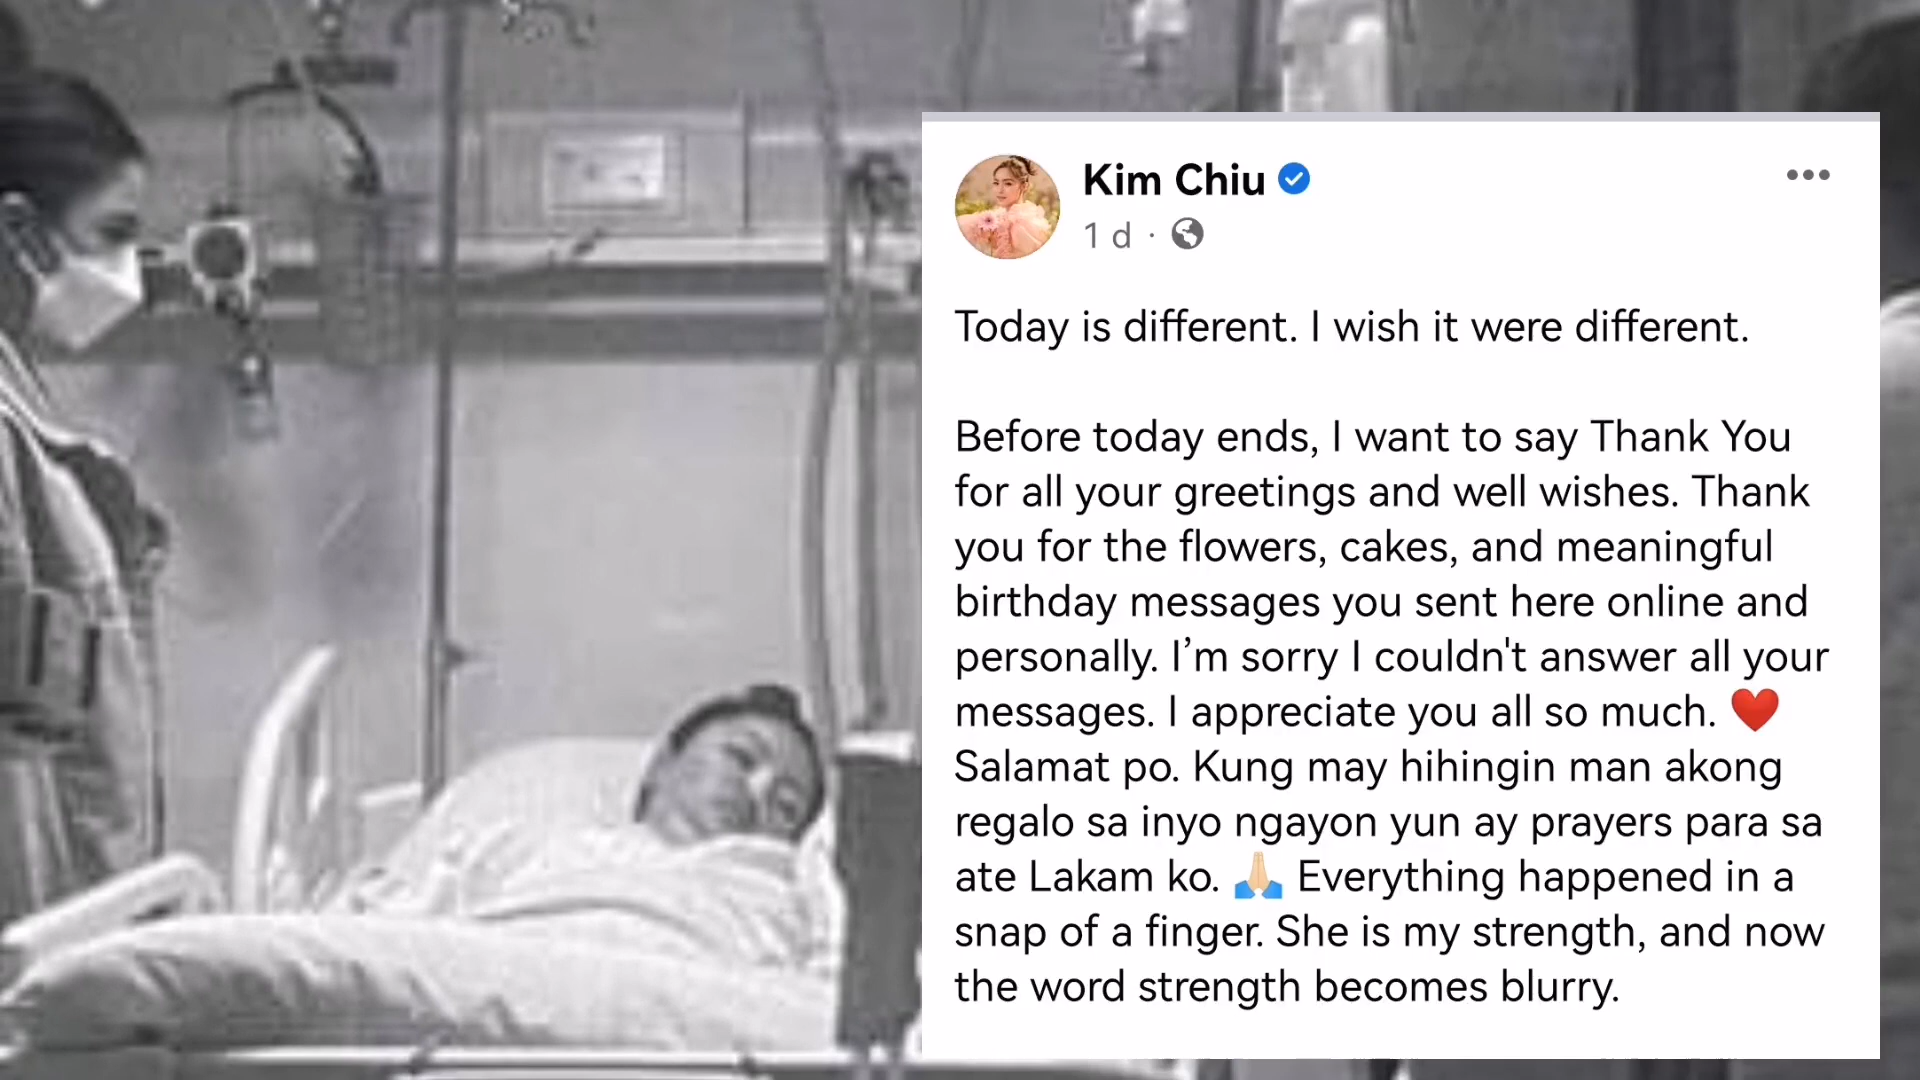 Kim Chiu
1 d ·
Today is different. I wish it were different.
Before today ends, I want to say Thank You
for all your greetings and well wishes. Thank
you for the flowers, cakes, and meaningful
birthday messages you sent here online and
personally. I’m sorry I couldn't answer all your
messages. I appreciate you all so much. ❤️
Salamat po. Kung may hihingin man akong
regalo sa inyo ngayon yun ay prayers para sa
ate Lakam ko. 🙏🏻 Everything happened in a
snap of a finger. She is my strength, and now
the word strength becomes blurry.